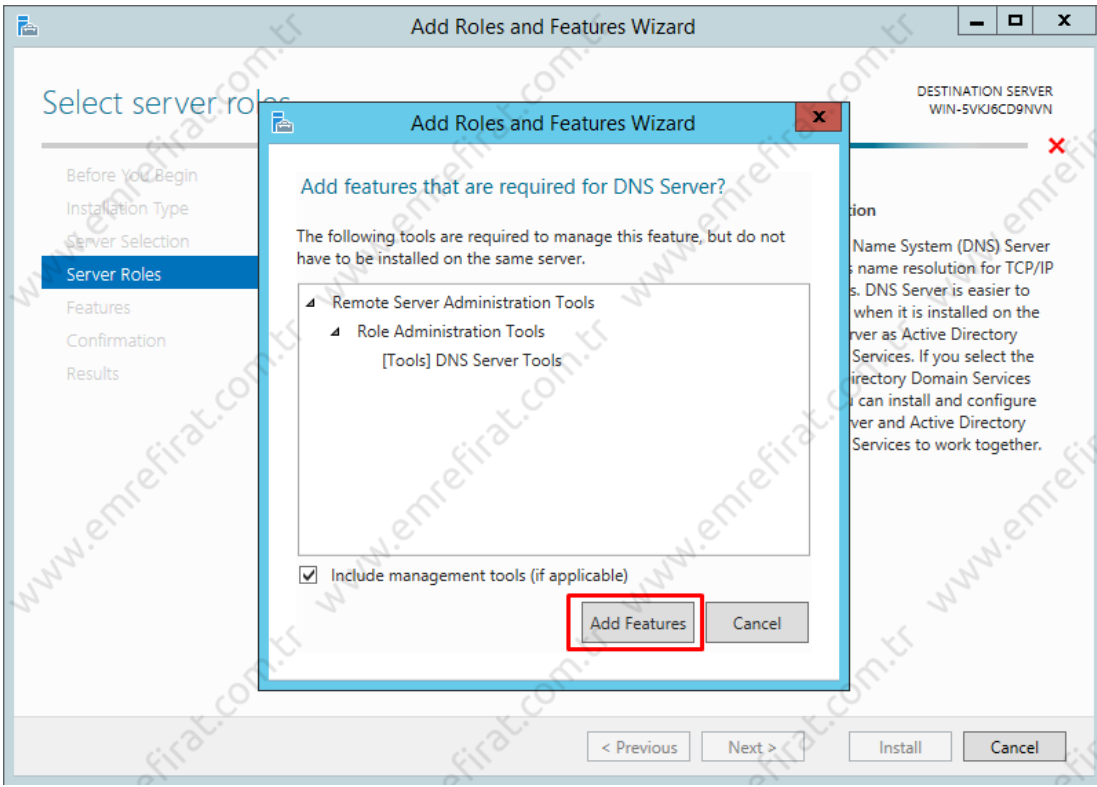 Add Roles and Features Wizard
Select server roles
DESTINATION SERVER
WIN-5VKJ6CD9NVN
Before You Begin
Installation Type
Server Selection
Server Roles
Features
Confirmation
Results
Add Roles and Features Wizard
x
Add features that are required for DNS Server?
The following tools are required to manage this feature, but do not
have to be installed on the same server.
Remote Server Administration Tools
Role Administration Tools
[Tools] DNS Server Tools
Include management tools (if applicable)
Add Features
Cancel
tion
Name System (DNS) Server
s name resolution for TCP/IP
s. DNS Server is easier to
when it is installed on the
rver as Active Directory
Services. If you select the
irectory Domain Services
can install and configure
ver and Active Directory
Services to work together.
< Previous
Next >
Install
Cancel
www.emrefirat.com.tr